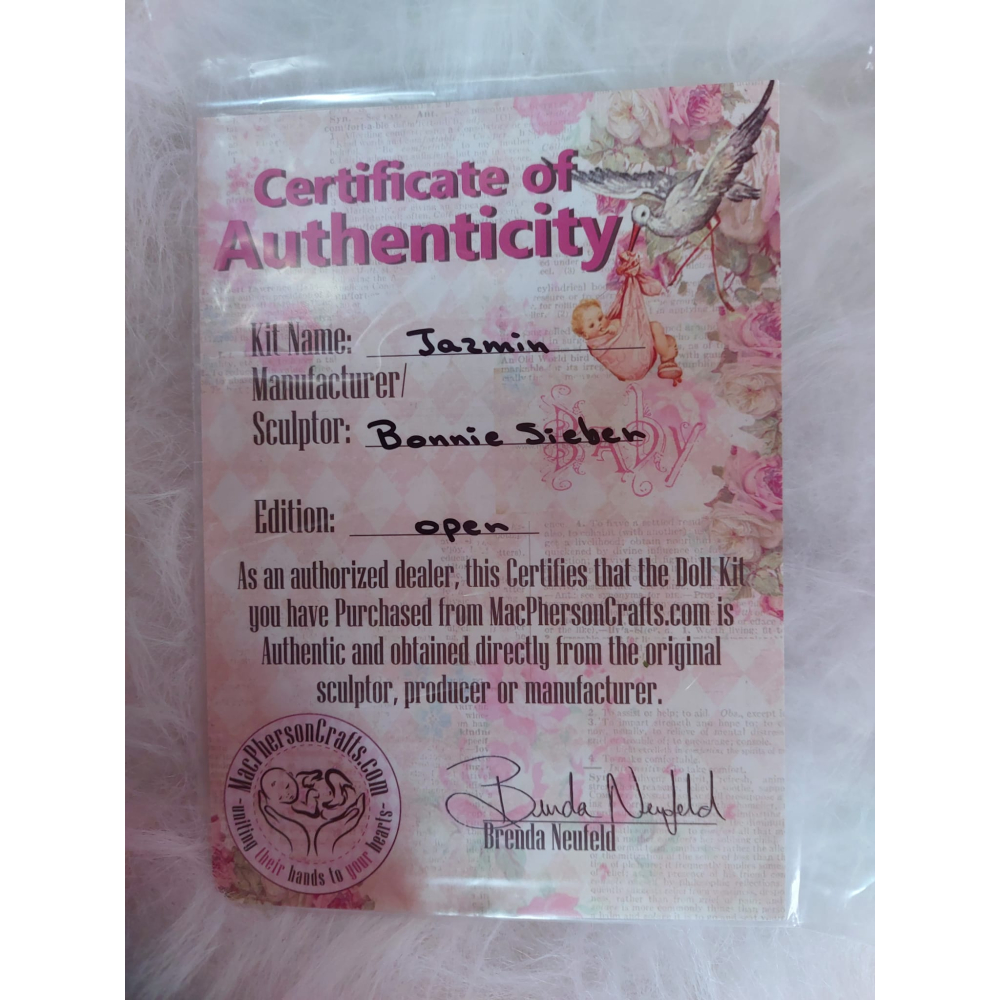 Certificate of
Authenticity
Kit Name: Jazmin
Manufacturer/
Sculptor: Bonnie Sieben
Baby
Edition: open
As an authorized dealer, this Certifies that the Doll Kit
you have Purchased from MacPhersonCrafts.com is
Authentic and obtained directly from the original
sculptor, producer or manufacturer.
MacPhersonCrafts.com
-uniting their hands to your hearts-
Brenda Neufeld
Brenda Neufeld